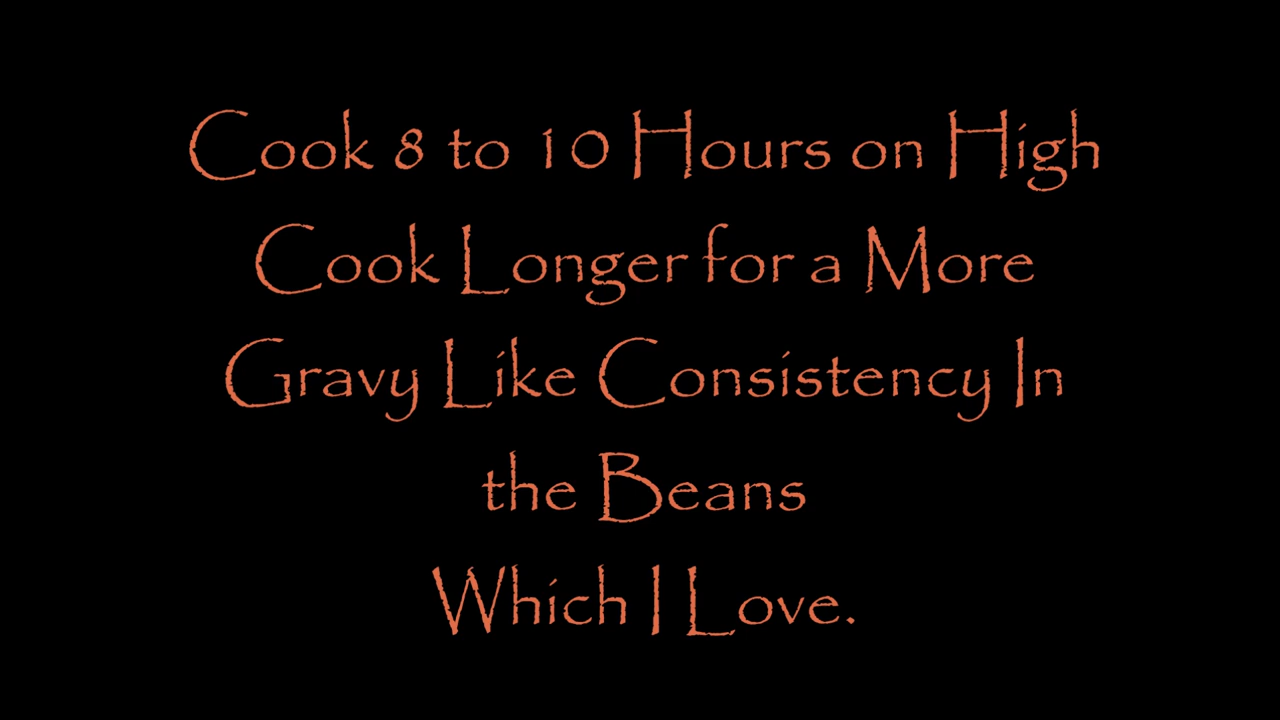 Cook 8 to 10 Hours on High
Cook Longer for a More
Gravy Like Consistency In
the Beans
Which I Love.